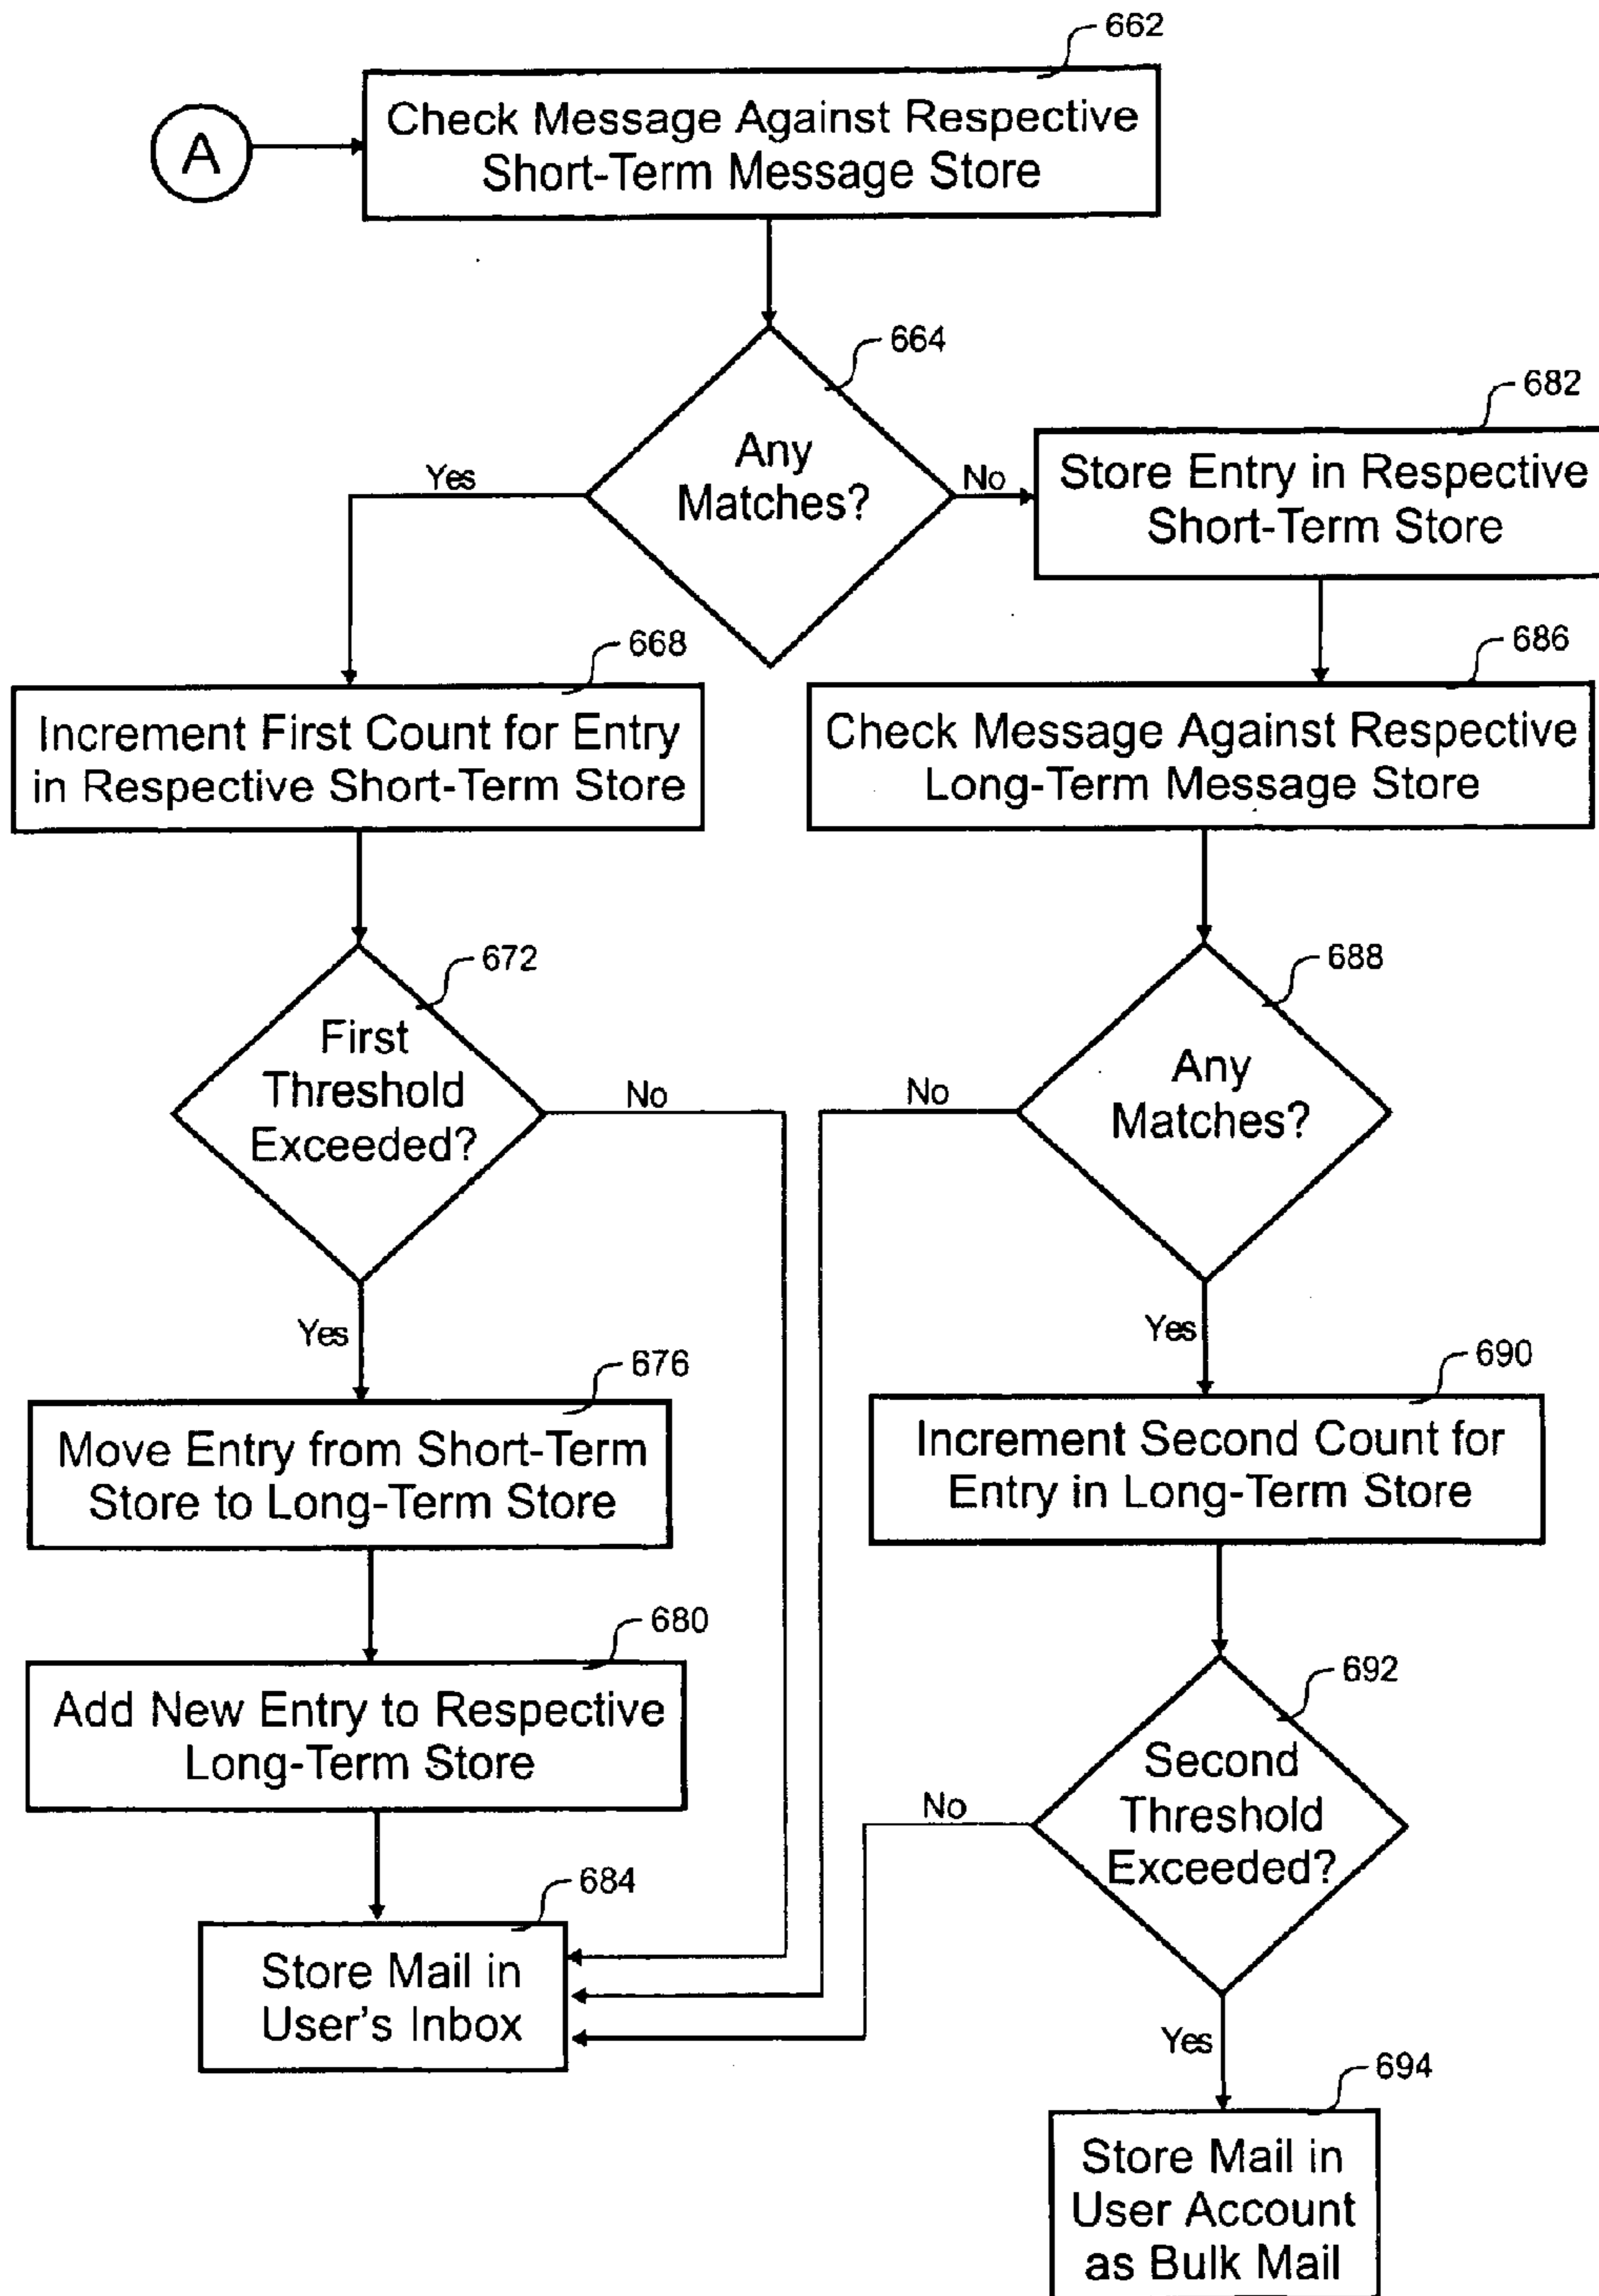 662
A
Check Message Against Respective
Short-Term Message Store
664
Any
Matches?
Yes
No
682
Store Entry in Respective
Short-Term Store
668
Increment First Count for Entry
in Respective Short-Term Store
686
Check Message Against Respective
Long-Term Message Store
672
First
Threshold
Exceeded?
No
688
Any
Matches?
No
Yes
Yes
676
Move Entry from Short-Term
Store to Long-Term Store
690
Increment Second Count for
Entry in Long-Term Store
680
Add New Entry to Respective
Long-Term Store
692
Second
Threshold
Exceeded?
No
684
Store Mail in
User's Inbox
Yes
694
Store Mail in
User Account
as Bulk Mail